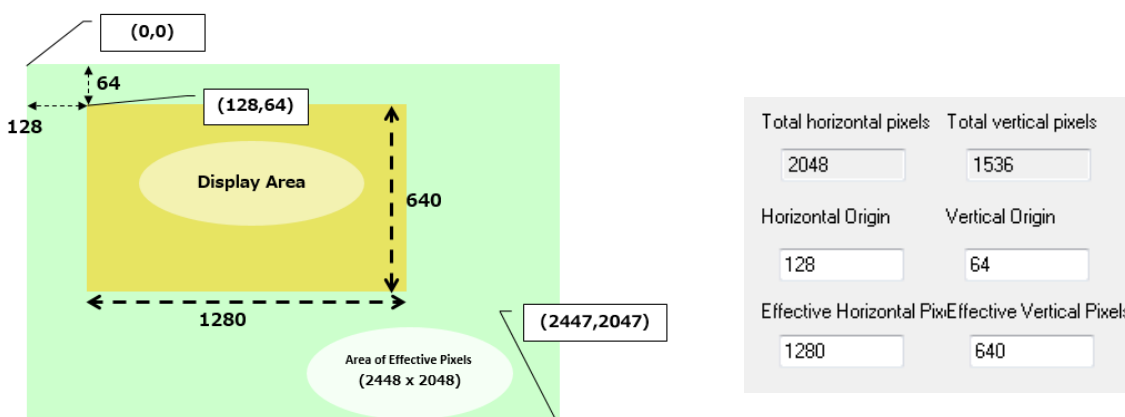 (0,0)
64
128
(128,64)
Display Area
640
1280
(2447,2047)
Area of Effective Pixels
(2448 x 2048)
Total horizontal pixels Total vertical pixels
2048 1536
Horizontal Origin Vertical Origin
128 64
Effective Horizontal Pix Effective Vertical Pixels
1280 640